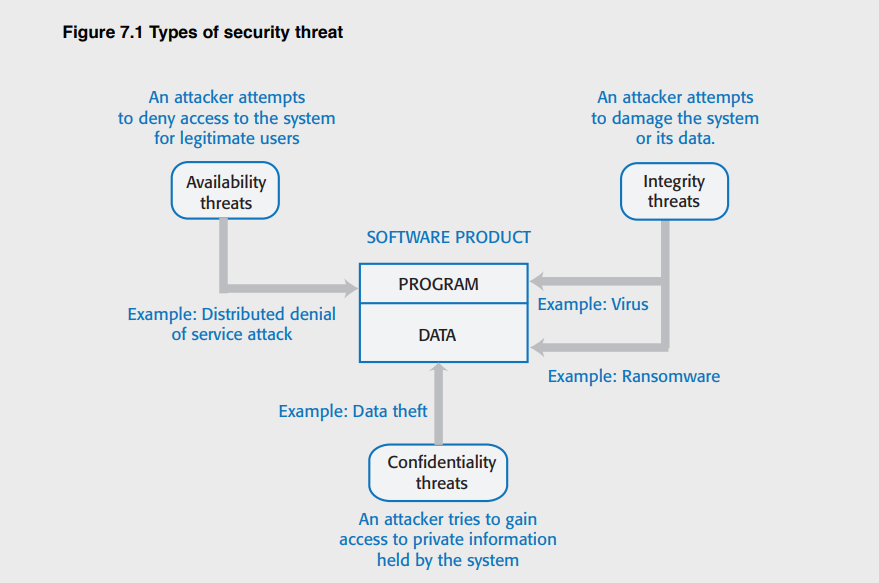 Figure 7.1 Types of security threat
An attacker attempts
to deny access to the system
for legitimate users
An attacker attempts
to damage the system
or its data.
Availability
threats
Integrity
threats
SOFTWARE PRODUCT
PROGRAM
DATA
Example: Distributed denial
of service attack
Example: Virus
Example: Ransomware
Example: Data theft
Confidentiality
threats
An attacker tries to gain
access to private information
held by the system